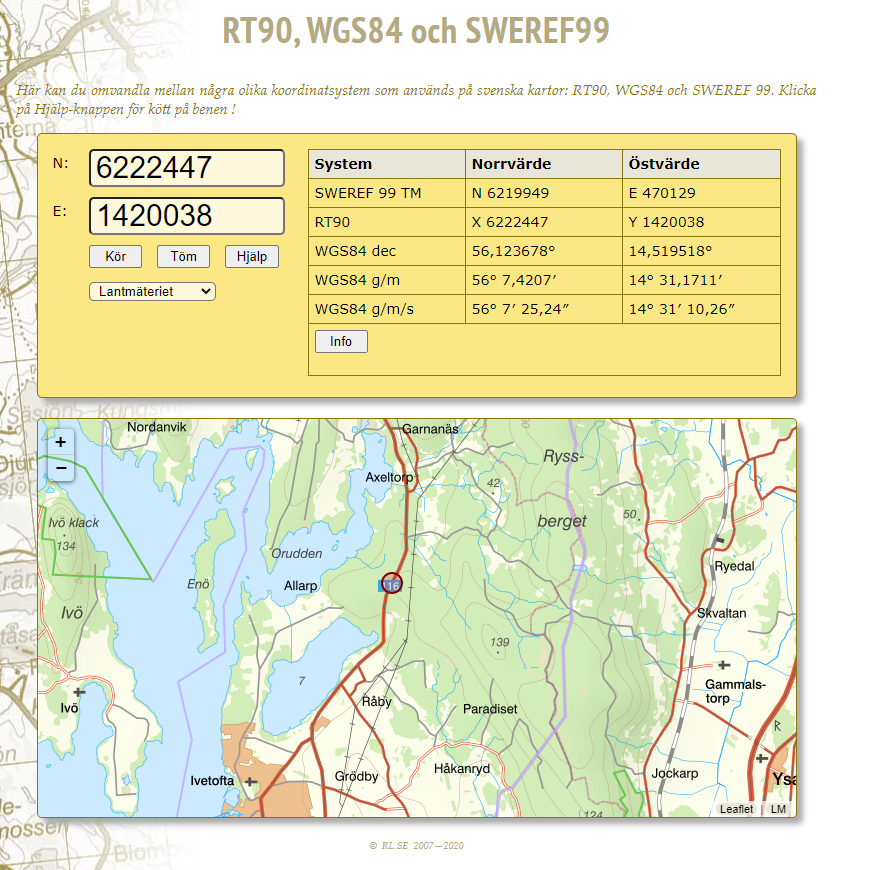 RT90, WGS84 och SWEREF99
Här kan du omvandla mellan några olika koordinatsystem som används på svenska kartor: RT90, WGS84 och SWEREF 99. Klicka
på Hjälp-knappen för kött på benen !
N: 6222447
E: 1420038
Kör Töm Hjälp
Lantmäteriet
System Norrvärde Östvärde
SWEREF 99 TM N 6219949 E 470129
RT90 X 6222447 Y 1420038
WGS84 dec 56,123678° 14,519518°
WGS84 g/m 56° 7,4207′ 14° 31,1711′
WGS84 g/m/s 56° 7′ 25,24″ 14° 31′ 10,26″
Info
+
−
Nordanvik
Garnanäs
Ryss-
berget
Axeltorp
42
50
Ivö klack
134
Orudden
Enö
Allarp
116
Ryedal
Ivö
Skvaltan
139
7
Gammals-
torp
Ivö
Råby
Paradiset
Ivetofta
Grödby
Håkanryd
Jockarp
124
Leaflet | LM
© RL.SE 2007—2020